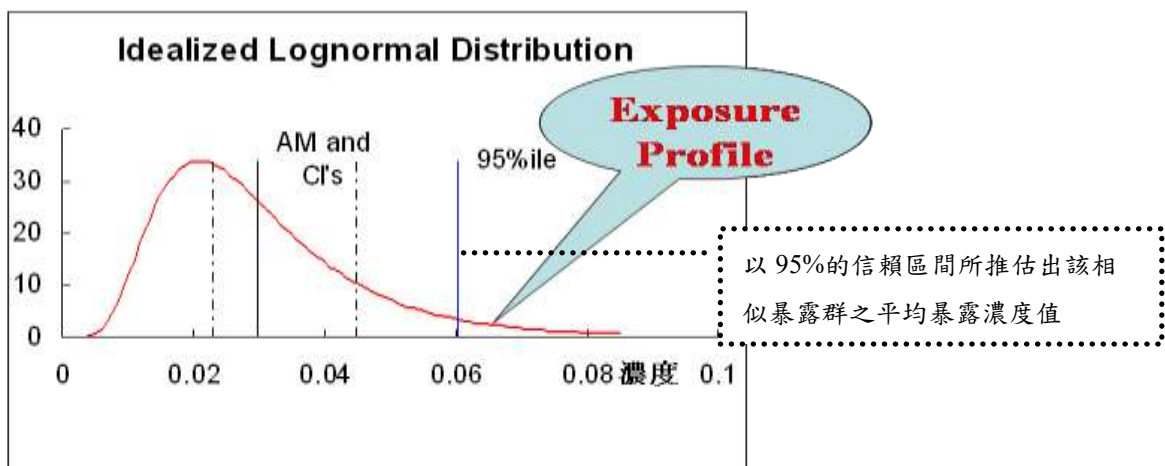 Idealized Lognormal Distribution
Exposure
Profile
AM and
CI's
95%ile
40
30
20
10
0
0
0.02
0.04
0.06
0.08
濃度
0.1
以 95%的信賴區間所推估出該相
似暴露群之平均暴露濃度值